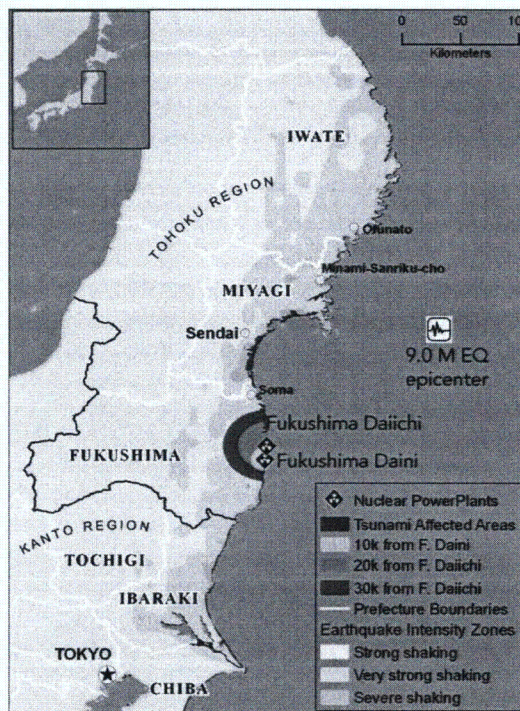 0 50 10
Kilometers
IWATE
TOHOKU REGION
Ofunato
Minami-Sanriku-cho
MIYAGI
Sendai
9.0 M EQ
epicenter
Soma
Fukushima Daiichi
FUKUSHIMA
Fukushima Daini
KANTO REGION
TOCHIGI
IBARAKI
TOKYO
CHIBA
Nuclear PowerPlants
Tsunami Affected Areas
10k from F. Daini
20k from F. Daiichi
30k from F. Daiichi
Prefecture Boundaries
Earthquake Intensity Zones
Strong shaking
Very strong shaking
Severe shaking